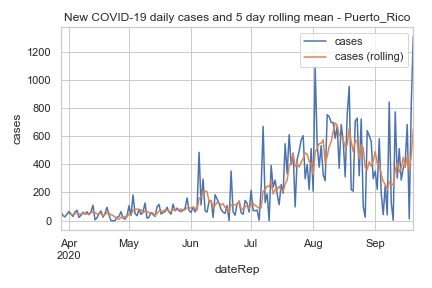 New COVID-19 daily cases and 5 day rolling mean - Puerto_Rico
cases
cases (rolling)
1200
1000
800
600
400
200
0
cases
Apr
2020
May
Jun
Jul
Aug
Sep
dateRep